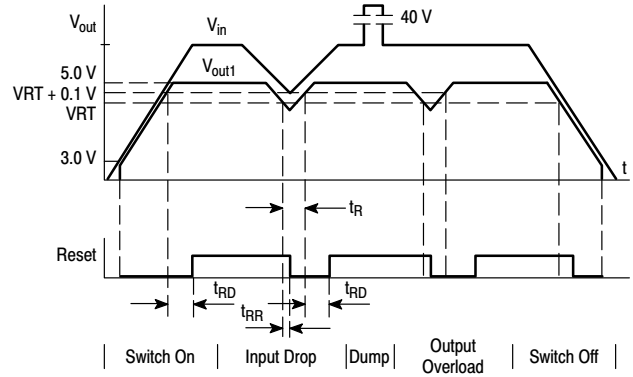 Vout
Vin
40 V
5.0 V
Vout1
VRT + 0.1 V
VRT
3.0 V
t
tR
Reset
tRD
tRR
tRD
Switch On
Input Drop
Dump
Output
Overload
Switch Off